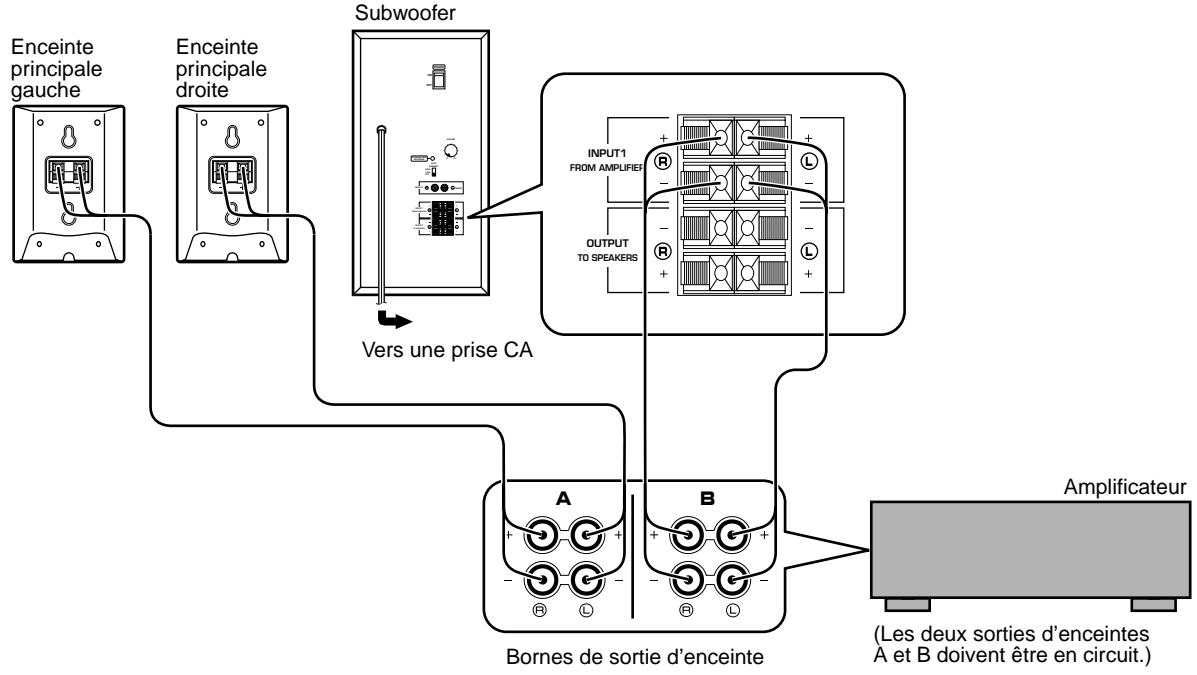 Subwoofer
Enceinte
principale
gauche
Enceinte
principale
droite
INPUT1
FROM AMPLIFIER
+
R
−
+
L
−
OUTPUT
TO SPEAKERS
−
R
+
−
L
+
Vers une prise CA
A
B
+
−
+
−
+
−
+
−
R
L
R
L
Bornes de sortie d'enceinte
Amplificateur
(Les deux sorties d'enceintes
A et B doivent être en circuit.)